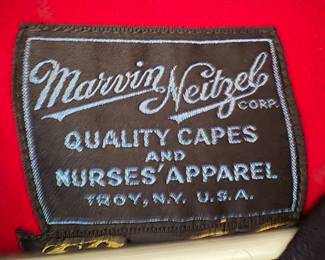 Marvin Neitzel
CORP.
QUALITY CAPES
AND
NURSES' APPAREL
TROY, N.Y. U.S.A.